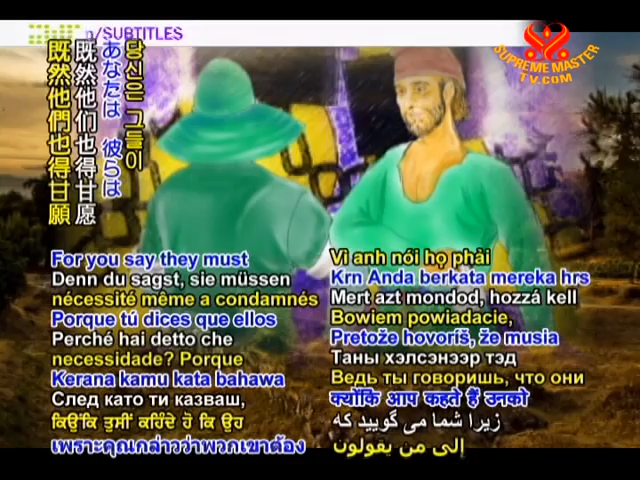 /SUBTITLES
SUPREME MASTER
TV.COM
당신은 그들이
あなたは 彼らは
既然他们也得甘愿
既然他們也得甘願
For you say they must
Denn du sagst, sie müssen
nécessité même a condamnés
Porque tú dices que ellos
Perché hai detto che
necessidade? Porque
Kerana kamu kata bahawa
След като ти казваш,
ਕਿਉਂਕਿ ਤੁਸੀਂ ਕਹਿੰਦੇ ਹੋ ਕਿ ਉਹ
เพราะคุณกล่าวว่าพวกเขาต้อง
Vì anh nói họ phải
Krn Anda berkata mereka hrs
Mert azt mondod, hozzá kell
Bowiem powiadacie,
Pretože hovoríš, že musia
Таны хэлсэнээр тэд
Ведь ты говоришь, что они
क्योंकि आप कहते हैं उनको
زیرا شما می گویید که
إلى من يقولون